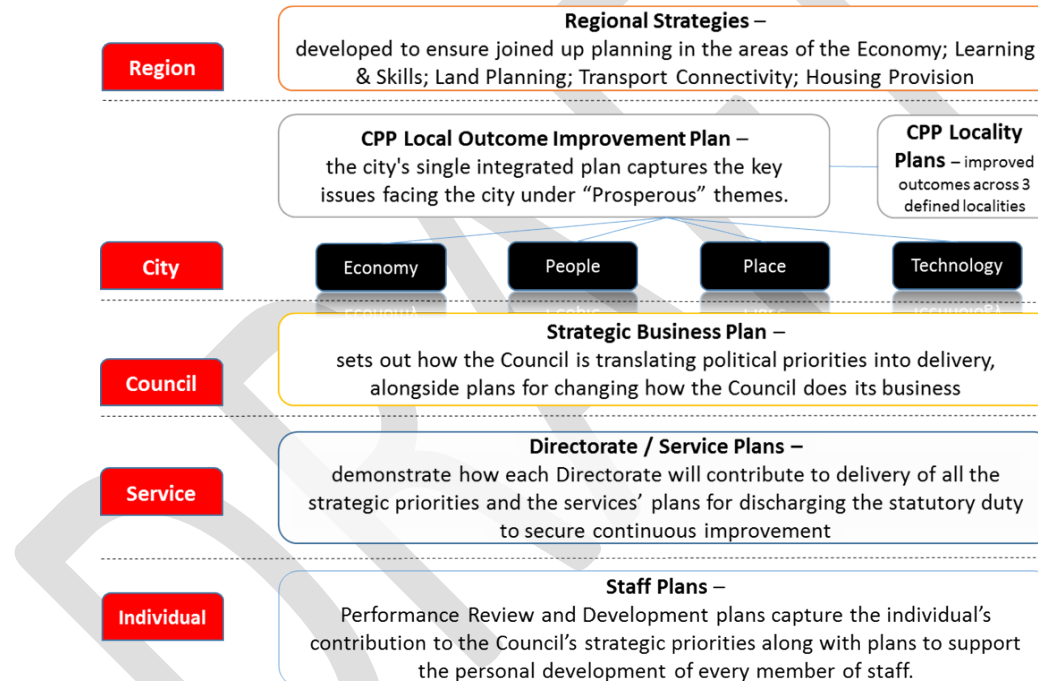 Regional Strategies –
developed to ensure joined up planning in the areas of the Economy; Learning
& Skills; Land Planning; Transport Connectivity; Housing Provision
Region
CPP Local Outcome Improvement Plan –
the city's single integrated plan captures the key
issues facing the city under “Prosperous” themes.
CPP Locality
Plans – improved
outcomes across 3
defined localities
City
Economy
People
Place
Technology
Strategic Business Plan –
sets out how the Council is translating political priorities into delivery,
alongside plans for changing how the Council does its business
Council
Directorate / Service Plans –
demonstrate how each Directorate will contribute to delivery of all the
strategic priorities and the services’ plans for discharging the statutory duty
to secure continuous improvement
Service
Staff Plans –
Performance Review and Development plans capture the individual’s
contribution to the Council’s strategic priorities along with plans to support
the personal development of every member of staff.
Individual